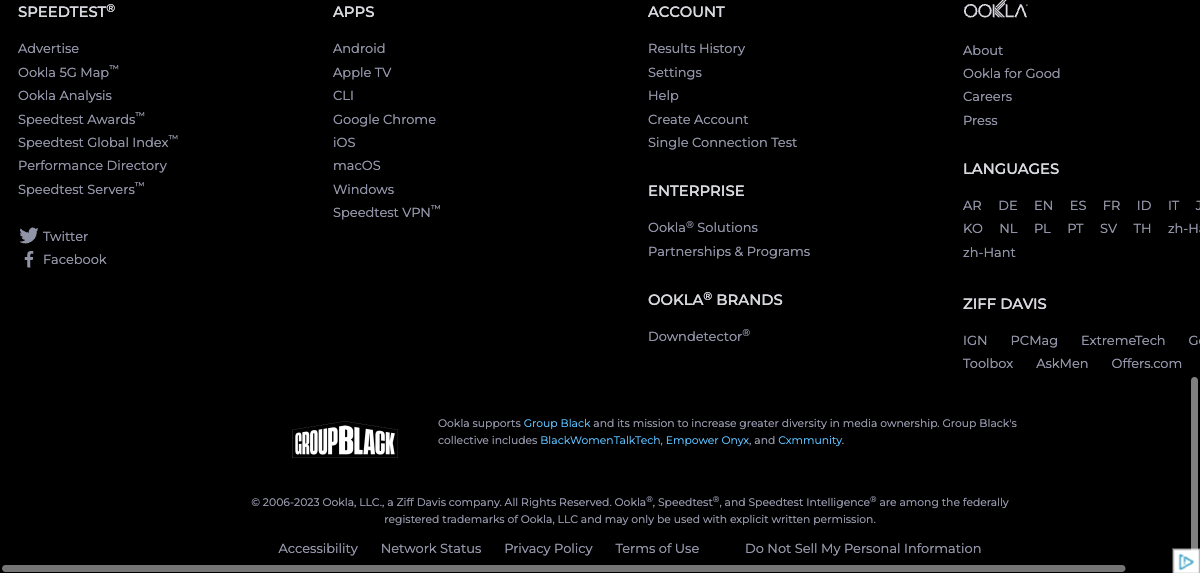 SPEEDTEST®
Advertise
Ookla 5G Map™
Ookla Analysis
Speedtest Awards™
Speedtest Global Index™
Performance Directory
Speedtest Servers™
Twitter
Facebook
APPS
Android
Apple TV
CLI
Google Chrome
iOS
macOS
Windows
Speedtest VPN™
ACCOUNT
Results History
Settings
Help
Create Account
Single Connection Test
ENTERPRISE
Ookla® Solutions
Partnerships & Programs
OOKLA® BRANDS
Downdetector®
OOKLA
About
Ookla for Good
Careers
Press
LANGUAGES
AR DE EN ES FR ID IT
KO NL PL PT SV TH
zh-Hant
ZIFF DAVIS
IGN PCMag ExtremeTech
Toolbox AskMen Offers.com
GROUPBLACK
Ookla supports Group Black and its mission to increase greater diversity in media ownership. Group Black's
collective includes BlackWomenTalkTech, Empower Onyx, and Cxmmunity.
© 2006-2023 Ookla, LLC., a Ziff Davis company. All Rights Reserved. Ookla®, Speedtest®, and Speedtest Intelligence® are among the federally
registered trademarks of Ookla, LLC and may only be used with explicit written permission.
Accessibility Network Status Privacy Policy Terms of Use Do Not Sell My Personal Information